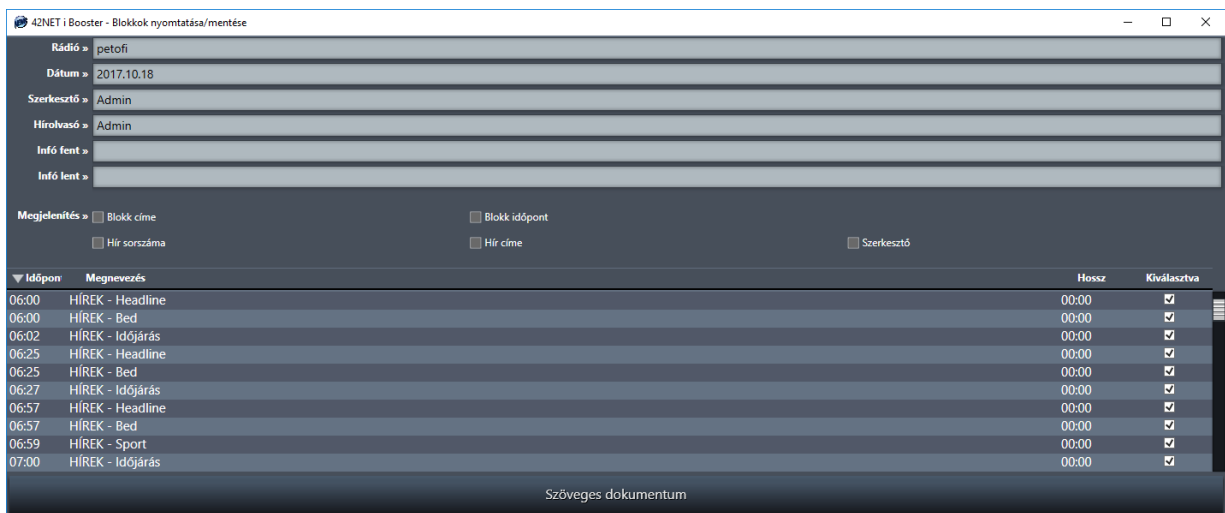 42NET i Booster - Blokkok nyomtatása/mentése
Rádió » petofi
Dátum » 2017.10.18
Szerkesztő » Admin
Hírolvasó » Admin
Infó fent »
Infó lent »
Megjelenítés » Blokk címe Blokk időpont
Hír sorszáma Hír címe Szerkesztő
Időpon Megnevezés Hossz Kiválasztva
06:00 HÍREK - Headline 00:00
06:00 HÍREK - Bed 00:00
06:02 HÍREK - Időjárás 00:00
06:25 HÍREK - Headline 00:00
06:25 HÍREK - Bed 00:00
06:27 HÍREK - Időjárás 00:00
06:57 HÍREK - Headline 00:00
06:57 HÍREK - Bed 00:00
06:59 HÍREK - Sport 00:00
07:00 HÍREK - Időjárás 00:00
Szöveges dokumentum